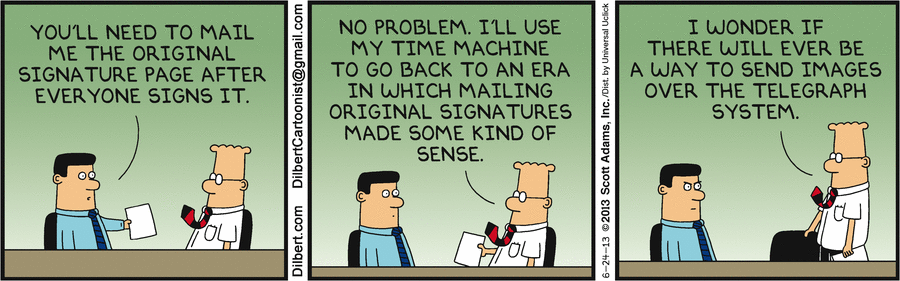 YOU'LL NEED TO MAIL
ME THE ORIGINAL
SIGNATURE PAGE AFTER
EVERYONE SIGNS IT.
Dilbert.com DilbertCartoonist@gmail.com
NO PROBLEM. I'LL USE
MY TIME MACHINE
TO GO BACK TO AN ERA
IN WHICH MAILING
ORIGINAL SIGNATURES
MADE SOME KIND OF
SENSE.
6-24-13 © 2013 Scott Adams, Inc. /Dist. by Universal Uclick
I WONDER IF
THERE WILL EVER BE
A WAY TO SEND IMAGES
OVER THE TELEGRAPH
SYSTEM.